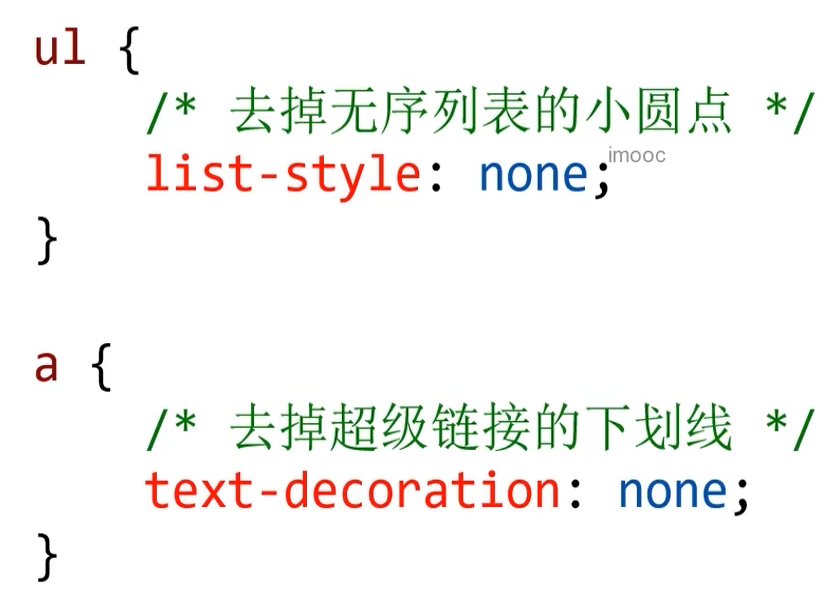 ul {
/* 去掉无序列表的小圆点 */
list-style: none;
imooc
}
a {
/* 去掉超级链接的下划线 */
text-decoration: none;
}